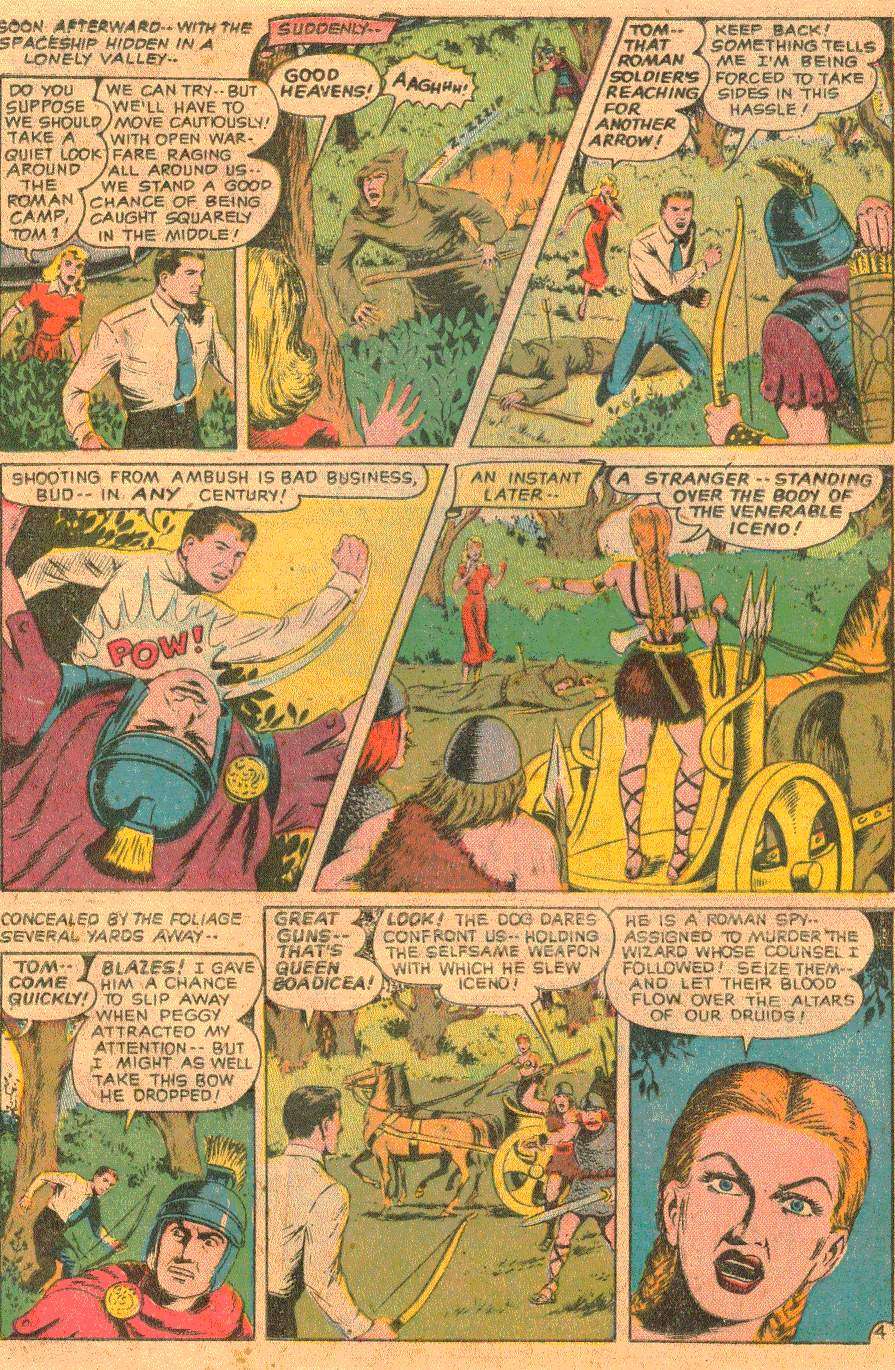 SOON AFTERWARD--WITH THE
SPACESHIP HIDDEN IN A
LONELY VALLEY--
DO YOU
SUPPOSE
WE SHOULD
TAKE A
QUIET LOOK
AROUND
THE
ROMAN
CAMP,
TOM?
WE CAN TRY--BUT
WE'LL HAVE TO
MOVE CAUTIOUSLY!
WITH OPEN WAR-
FARE RAGING
ALL AROUND US--
WE STAND A GOOD
CHANCE OF BEING
CAUGHT SQUARELY
IN THE MIDDLE!
SUDDENLY--
GOOD
HEAVENS!
AAGHHH!
Z-ZZZIP
TOM--
THAT
ROMAN
SOLDIER'S
REACHING
FOR
ANOTHER
ARROW!
KEEP BACK!
SOMETHING TELLS
ME I'M BEING
FORCED TO TAKE
SIDES IN THIS
HASSLE!
SHOOTING FROM AMBUSH IS BAD BUSINESS,
BUD--IN ANY CENTURY!
POW!
AN INSTANT
LATER--
A STRANGER--STANDING
OVER THE BODY OF
THE VENERABLE
ICENO!
CONCEALED BY THE FOLIAGE
SEVERAL YARDS AWAY--
TOM--
COME
QUICKLY!
BLAZES! I GAVE
HIM A CHANCE
TO SLIP AWAY
WHEN PEGGY
ATTRACTED MY
ATTENTION--BUT
I MIGHT AS WELL
TAKE THIS BOW
HE DROPPED!
GREAT
GUNS--
THAT'S
QUEEN
BOADICEA!
LOOK! THE DOG DARES
CONFRONT US--HOLDING
THE SELFSAME WEAPON
WITH WHICH HE SLEW
ICENO!
HE IS A ROMAN SPY--
ASSIGNED TO MURDER THE
WIZARD WHOSE COUNSEL I
FOLLOWED! SEIZE THEM--
AND LET THEIR BLOOD
FLOW OVER THE ALTARS
OF OUR DRUIDS!
4